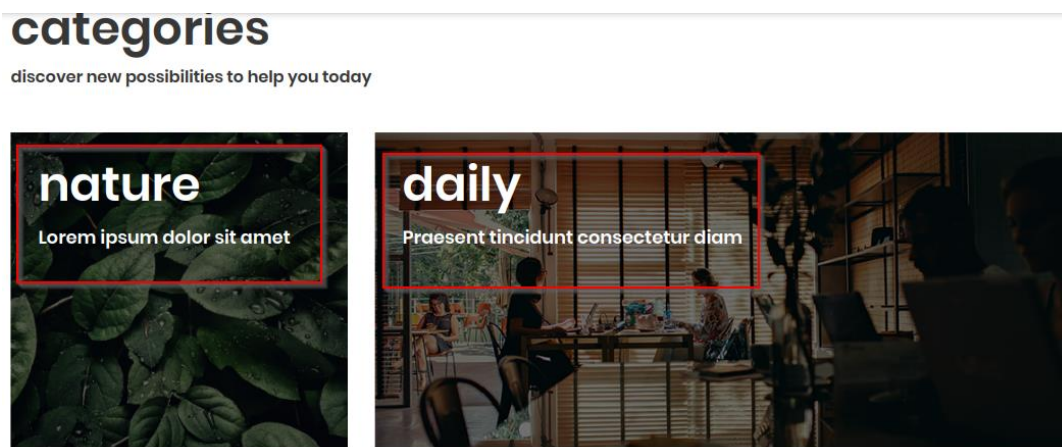 categories
discover new possibilities to help you today
nature
Lorem ipsum dolor sit amet
daily
Praesent tincidunt consectetur diam